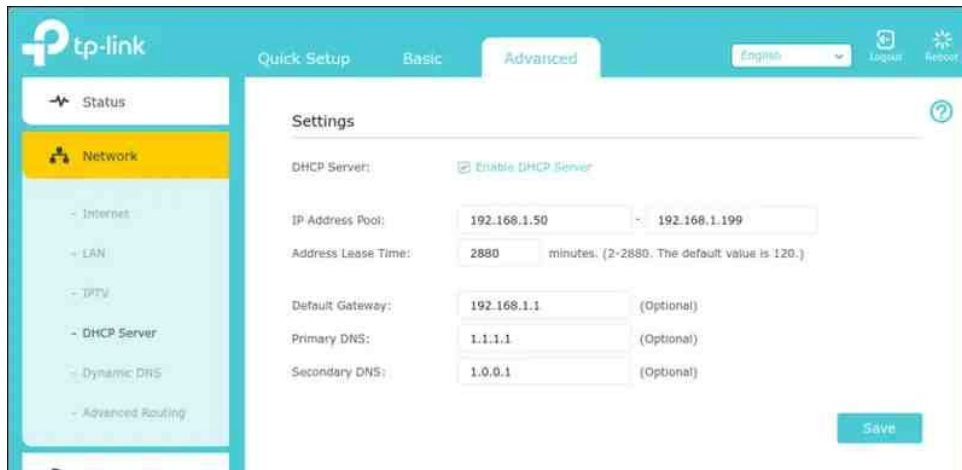 tp-link
Quick Setup Basic Advanced English Logout Reboot
Status
Network
- Internet
- LAN
- IPTV
- DHCP Server
- Dynamic DNS
- Advanced Routing
Settings
DHCP Server: Enable DHCP Server
IP Address Pool: 192.168.1.50 - 192.168.1.199
Address Lease Time: 2880 minutes. (2-2880. The default value is 120.)
Default Gateway: 192.168.1.1 (Optional)
Primary DNS: 1.1.1.1 (Optional)
Secondary DNS: 1.0.0.1 (Optional)
Save